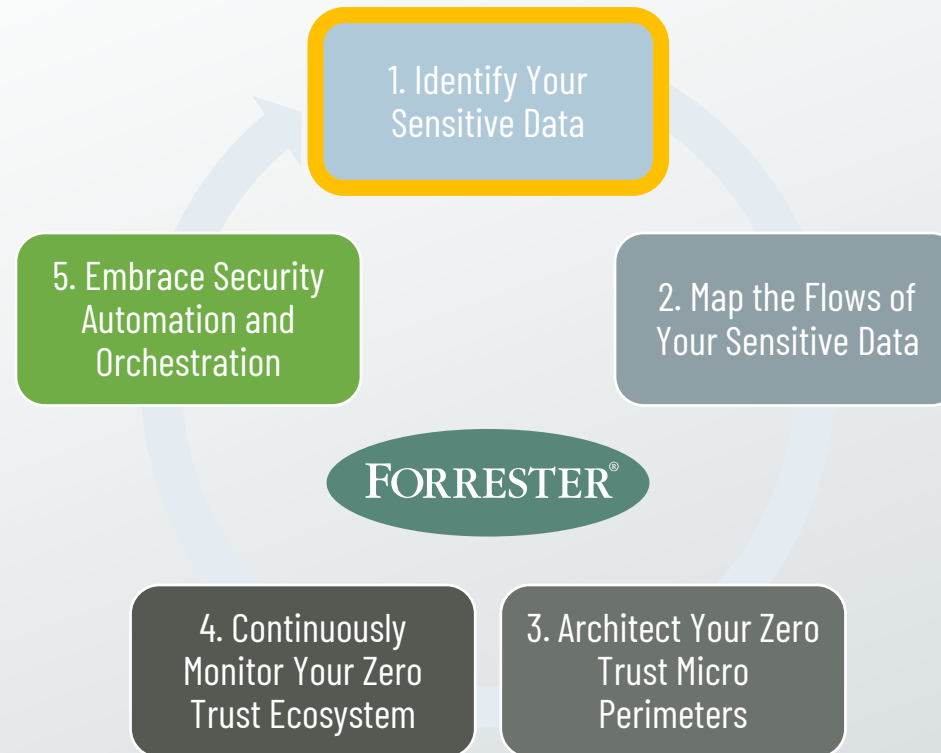 1. Identify Your
Sensitive Data
2. Map the Flows of
Your Sensitive Data
3. Architect Your Zero
Trust Micro
Perimeters
4. Continuously
Monitor Your Zero
Trust Ecosystem
5. Embrace Security
Automation and
Orchestration
FORRESTER®